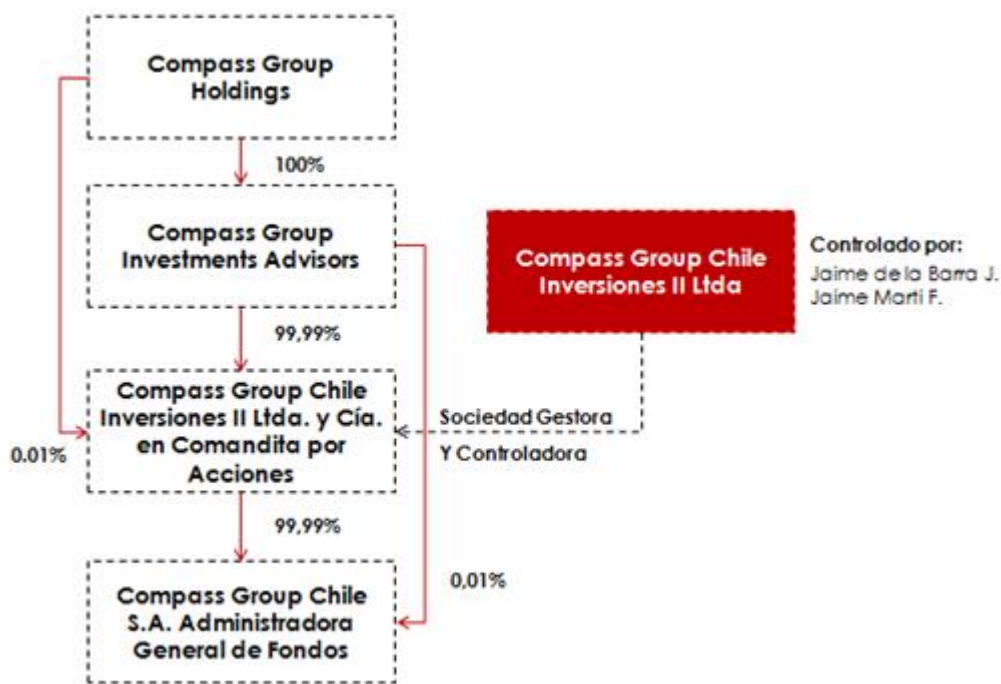 Compass Group
Holdings
100%
Compass Group
Investments Advisors
Compass Group Chile
Inversiones II Ltda
Controlado por:
Jaime de la Barra J.
Jaime Marti F.
99,99%
Compass Group Chile
Inversiones II Ltda. y Cía.
en Comandita por
Acciones
Sociedad Gestora
Y Controladora
0.01%
99,99%
0,01%
Compass Group Chile
S.A. Administradora
General de Fondos